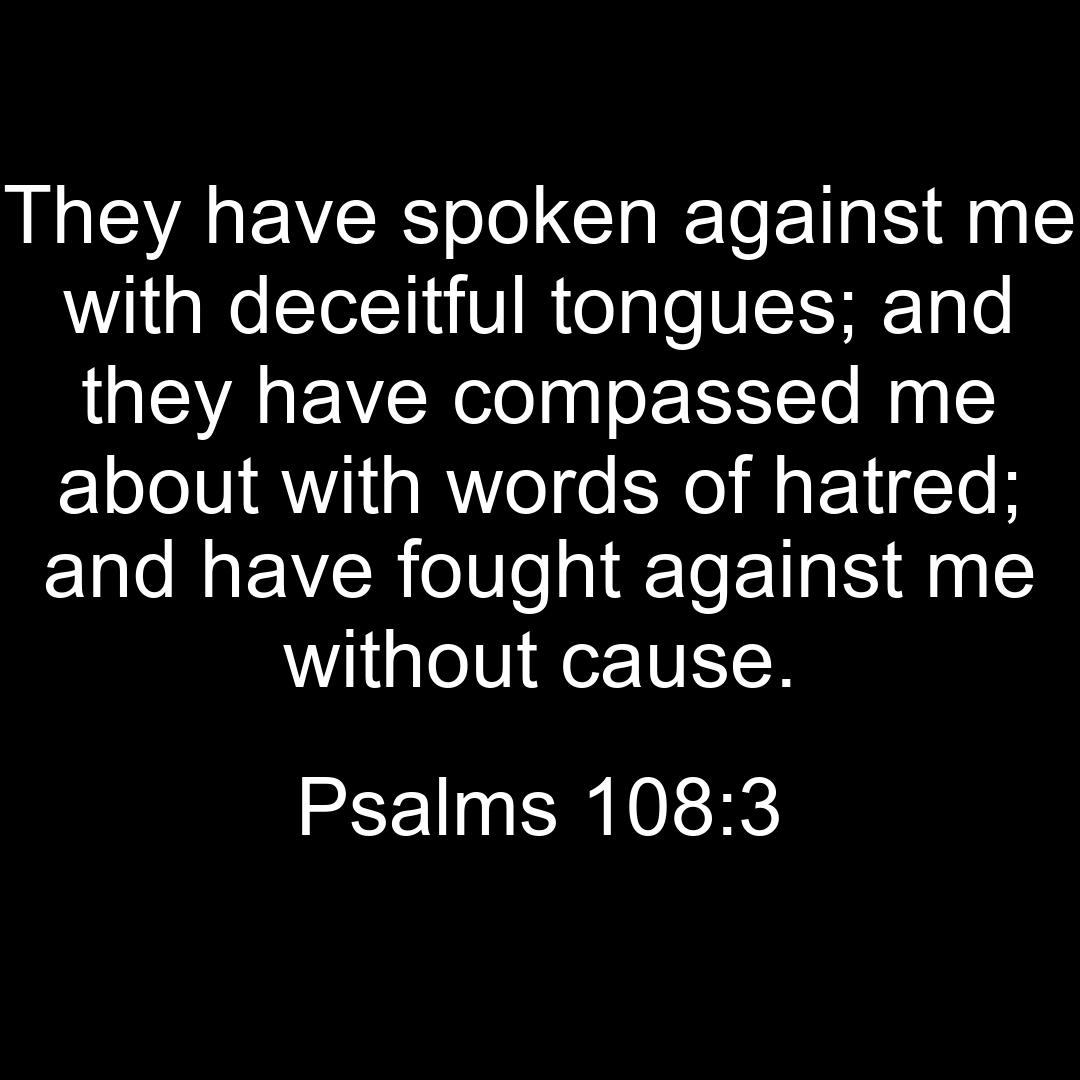 They have spoken against me
with deceitful tongues; and
they have compassed me
about with words of hatred;
and have fought against me
without cause.
Psalms 108:3